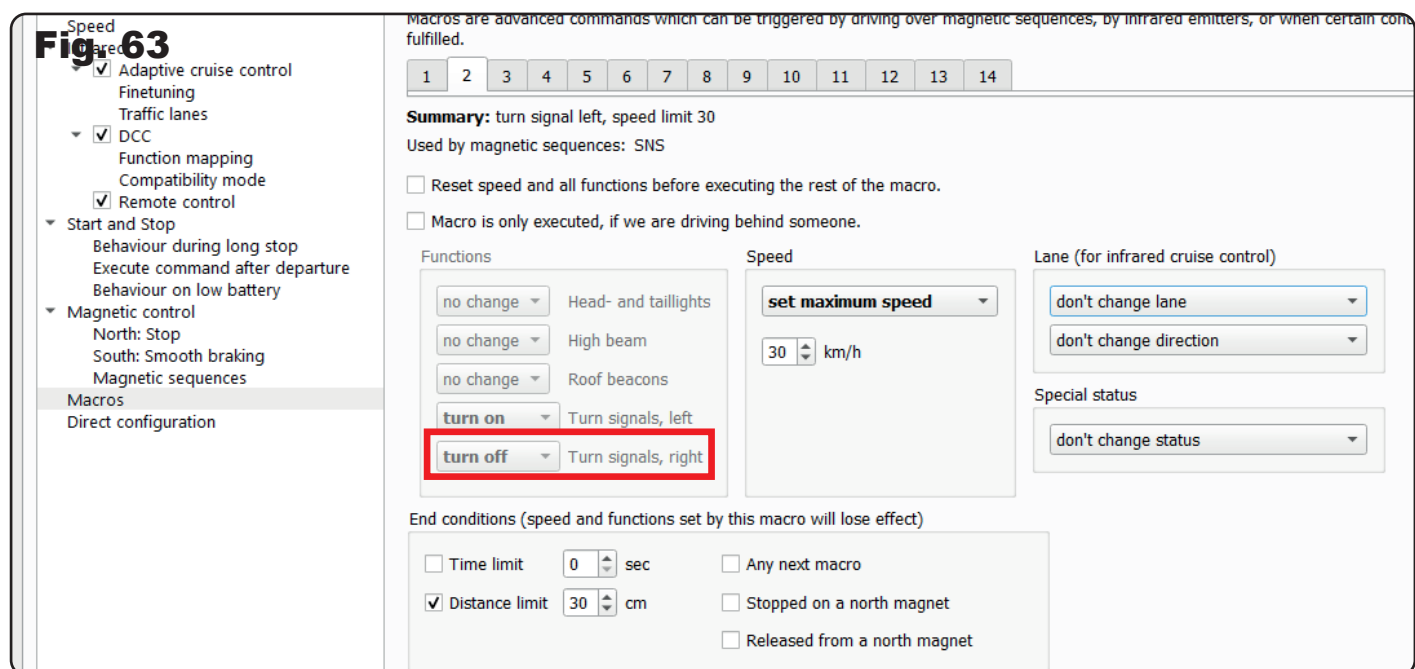 Fig. 63
Speed
Adaptive cruise control
Finetuning
Traffic lanes
DCC
Function mapping
Compatibility mode
Remote control
Start and Stop
Behaviour during long stop
Execute command after departure
Behaviour on low battery
Magnetic control
North: Stop
South: Smooth braking
Magnetic sequences
Macros
Direct configuration
Macros are advanced commands which can be triggered by driving over magnetic sequences, by infrared emitters, or when certain cond
fulfilled.
1 2 3 4 5 6 7 8 9 10 11 12 13 14
Summary: turn signal left, speed limit 30
Used by magnetic sequences: SNS
Reset speed and all functions before executing the rest of the macro.
Macro is only executed, if we are driving behind someone.
Functions
no change Head- and taillights
no change High beam
no change Roof beacons
turn on Turn signals, left
turn off Turn signals, right
Speed
set maximum speed
30 km/h
Lane (for infrared cruise control)
don't change lane
don't change direction
Special status
don't change status
End conditions (speed and functions set by this macro will lose effect)
Time limit 0 sec
Distance limit 30 cm
Any next macro
Stopped on a north magnet
Released from a north magnet